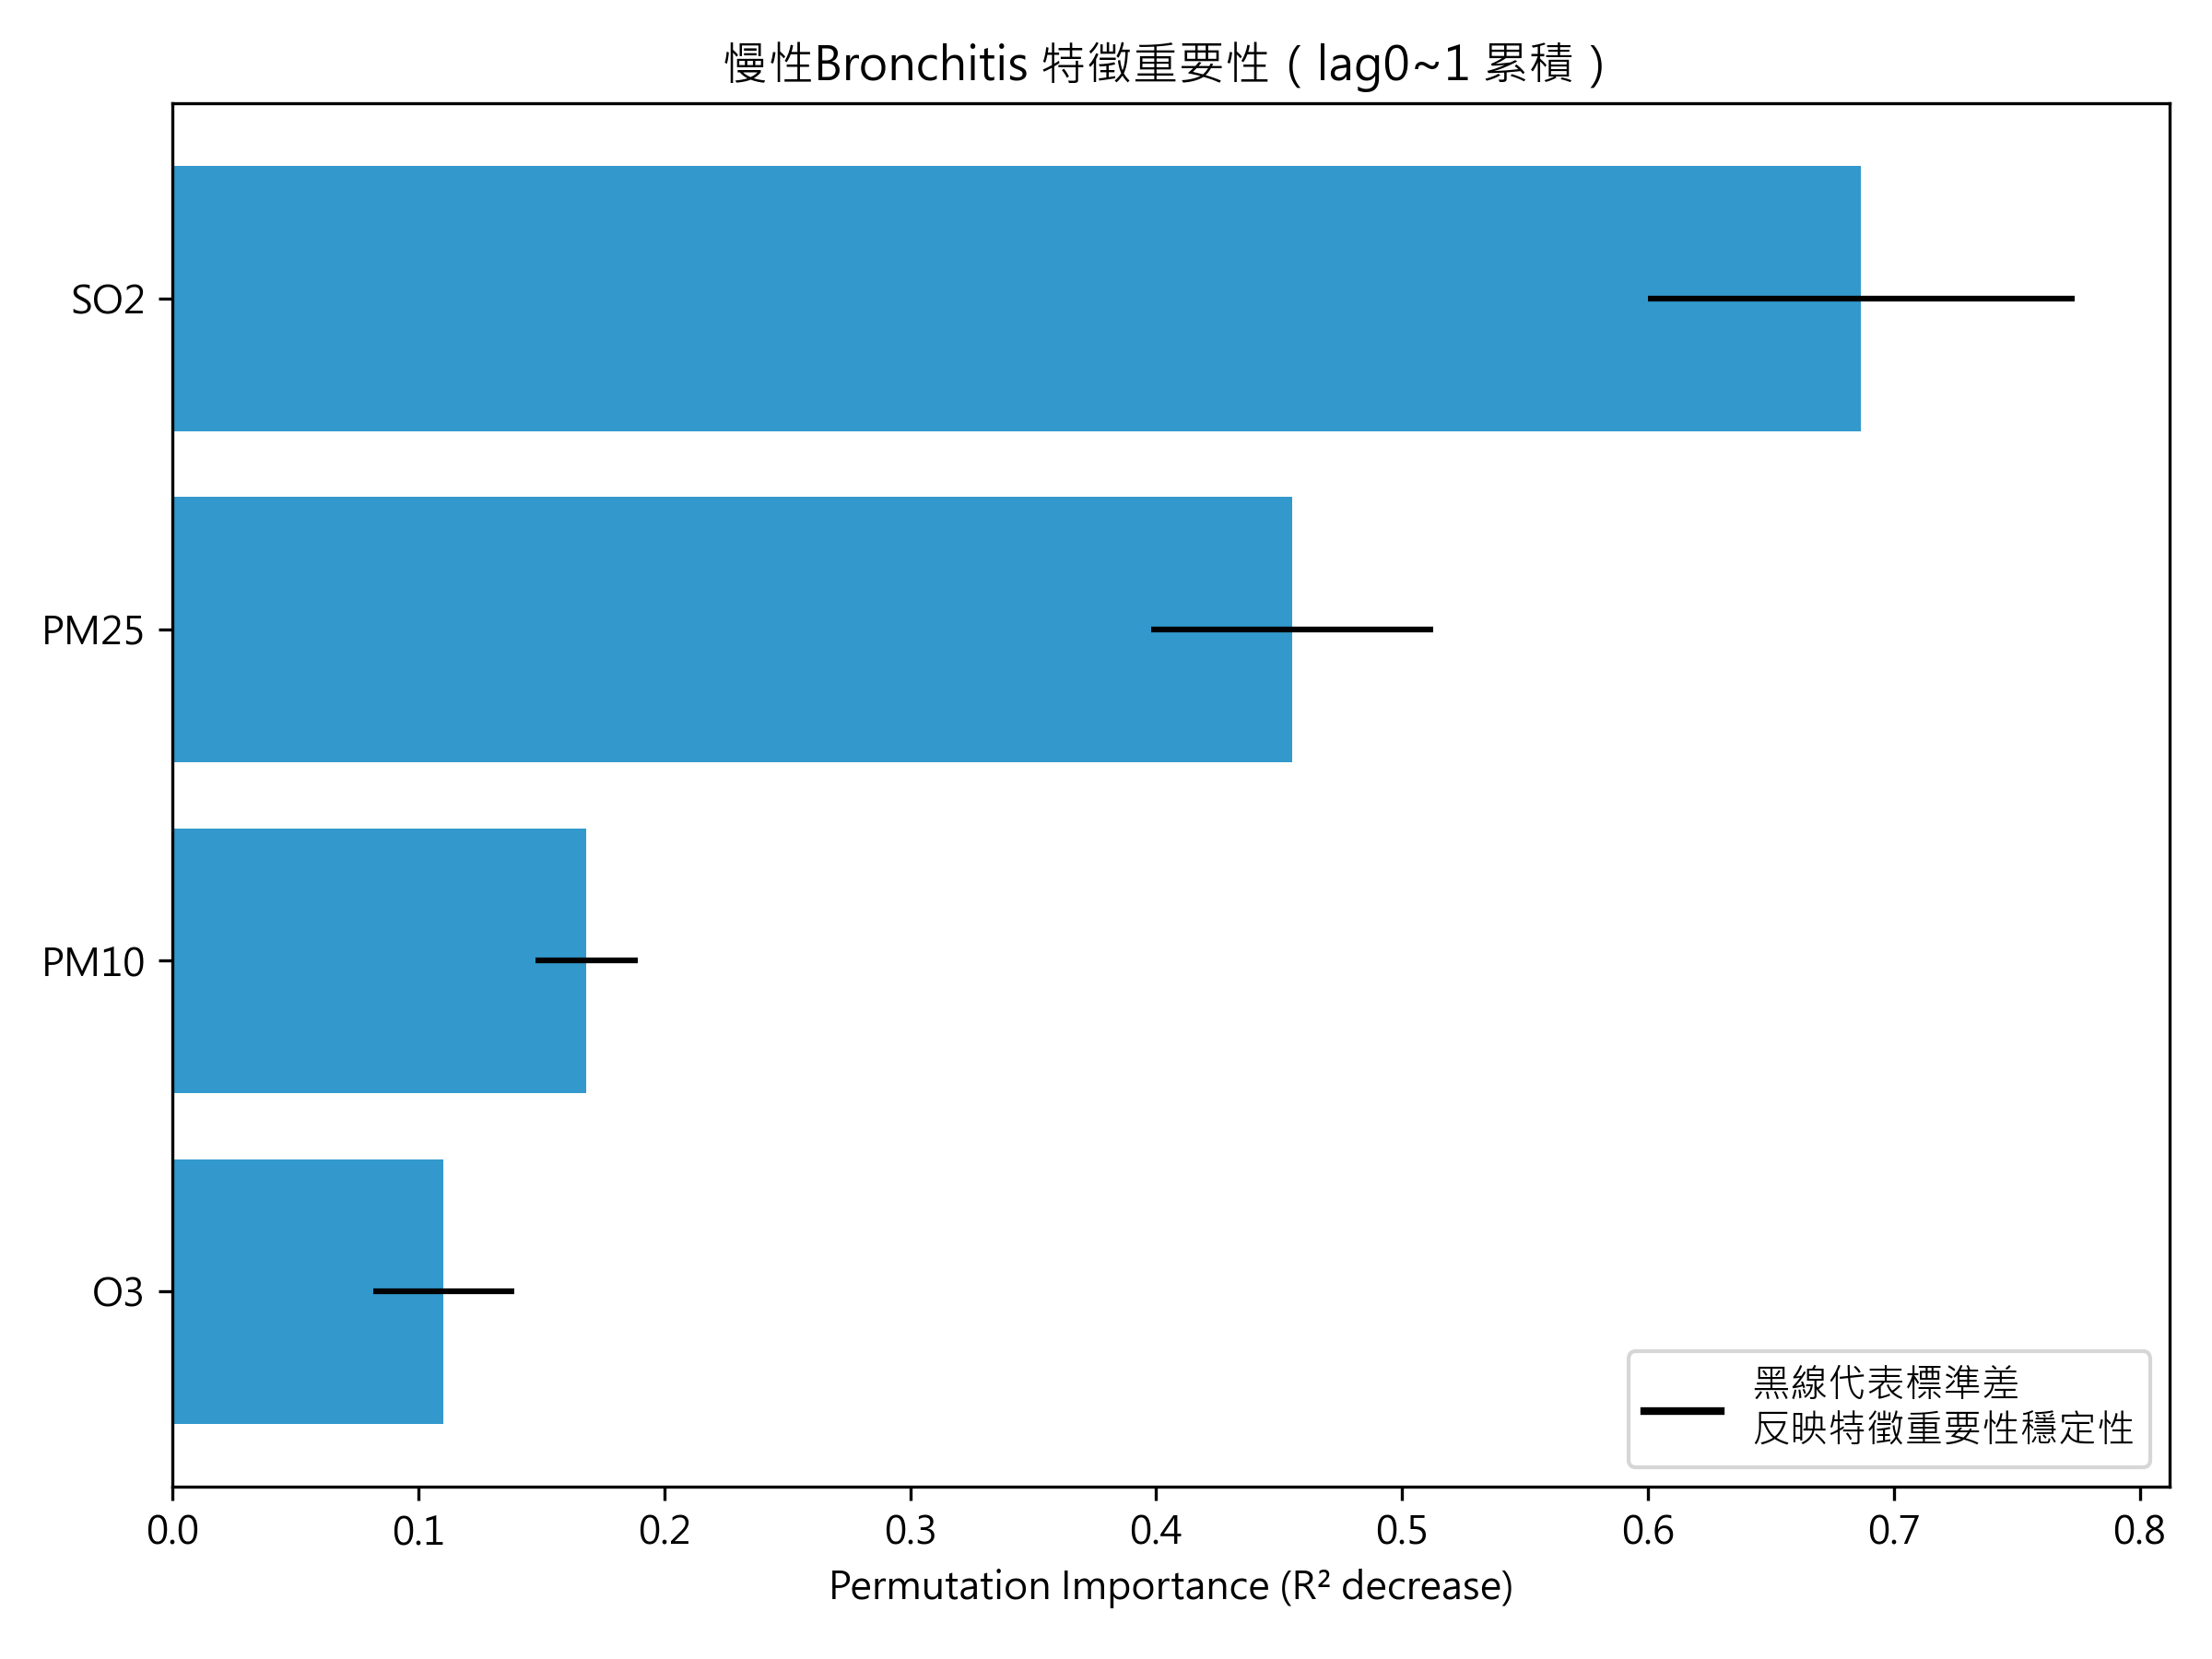 慢性Bronchitis 特徵重要性（lag0~1 累積）
SO2
PM25
PM10
O3
黑線代表標準差
反映特徵重要性穩定性
0.0 0.1 0.2 0.3 0.4 0.5 0.6 0.7 0.8
Permutation Importance (R² decrease)